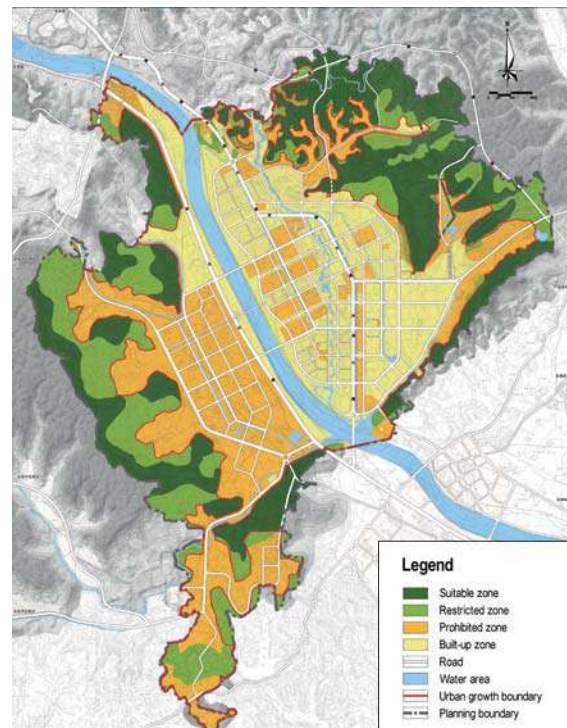 N
Legend
Suitable zone
Restricted zone
Prohibited zone
Built-up zone
Road
Water area
Urban growth boundary
Planning boundary